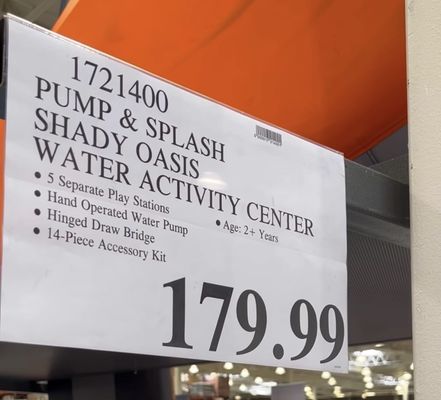 1721400
PUMP & SPLASH
SHADY OASIS
WATER ACTIVITY CENTER
• 5 Separate Play Stations
• Hand Operated Water Pump
• Age: 2+ Years
• Hinged Draw Bridge
• 14-Piece Accessory Kit
179.99